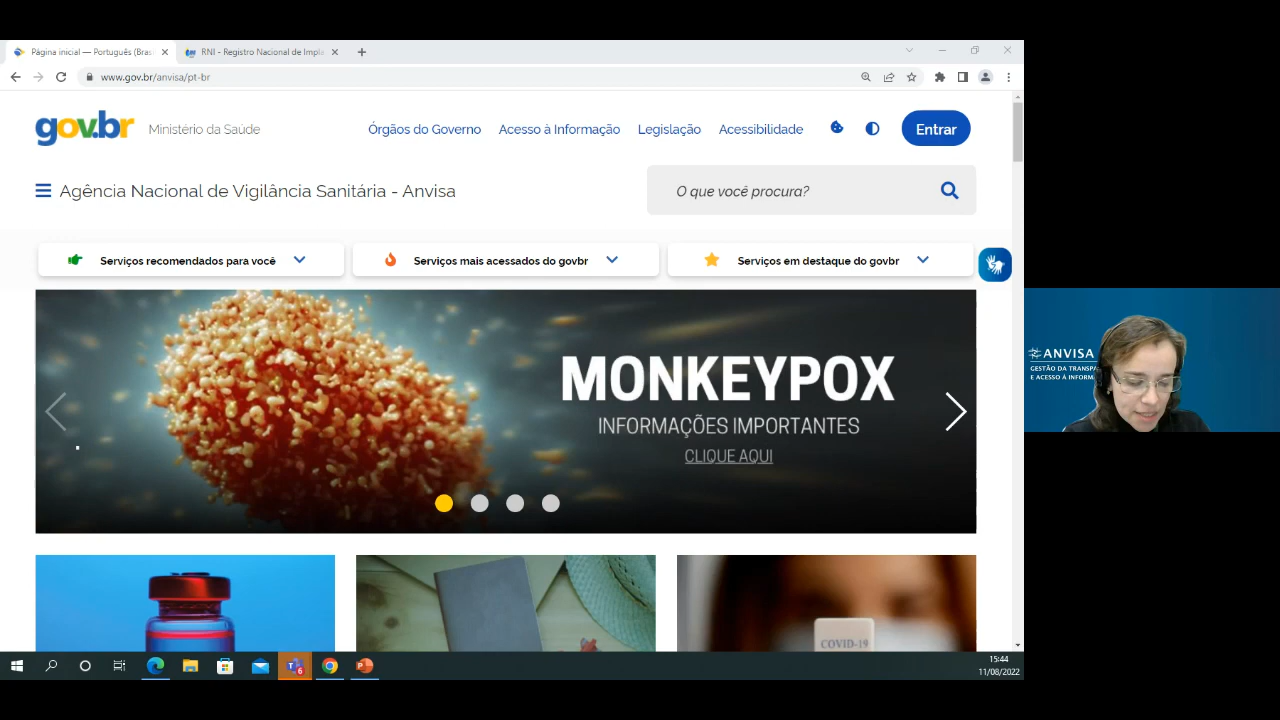 Página inicial — Português (Bras
RNI - Registro Nacional de Impla
www.gov.br/anvisa/pt-br
gov.br
Ministério da Saúde
Órgãos do Governo
Acesso à Informação
Legislação
Acessibilidade
Entrar
Agência Nacional de Vigilância Sanitária - Anvisa
O que você procura?
Serviços recomendados para você
Serviços mais acessados do govbr
Serviços em destaque do govbr
MONKEYPOX
INFORMAÇÕES IMPORTANTES
CLIQUE AQUI
COVID-19
ANVISA
GESTÃO DA TRANSPA
E ACESSO À INFORM
6
15:44
11/08/2022